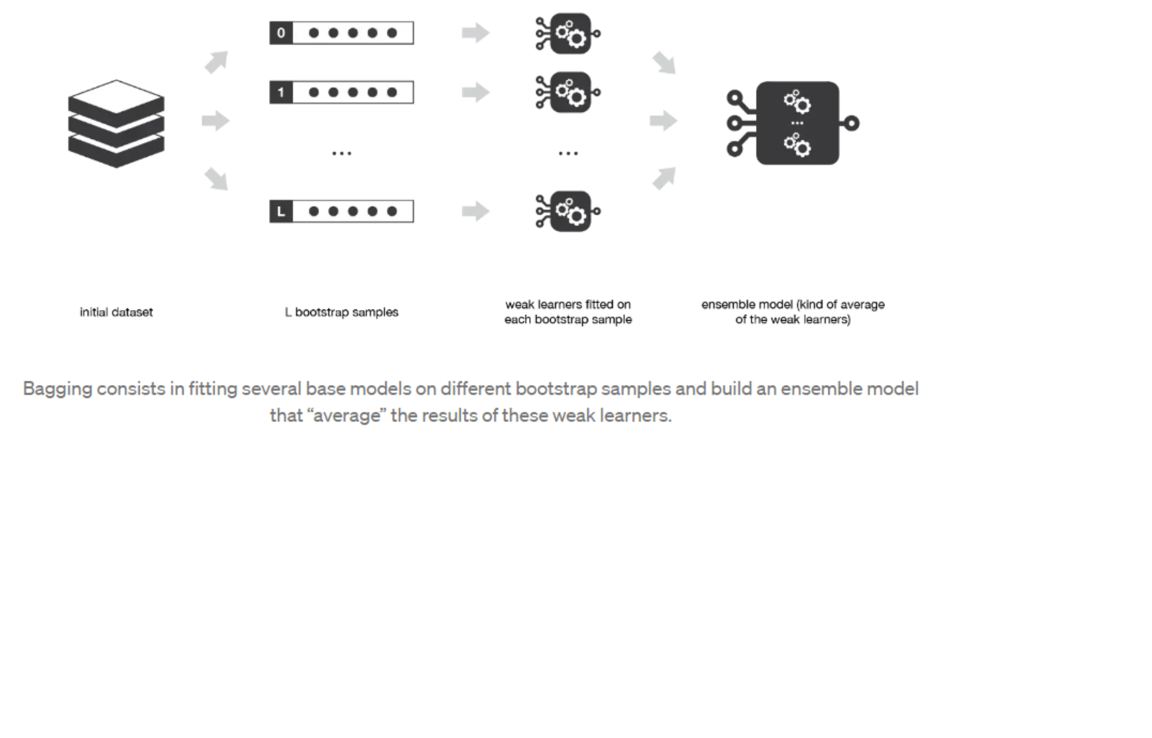 0
1
...
...
...
L
initial dataset
L bootstrap samples
weak learners fitted on
each bootstrap sample
ensemble model (kind of average
of the weak learners)
Bagging consists in fitting several base models on different bootstrap samples and build an ensemble model
that “average” the results of these weak learners.